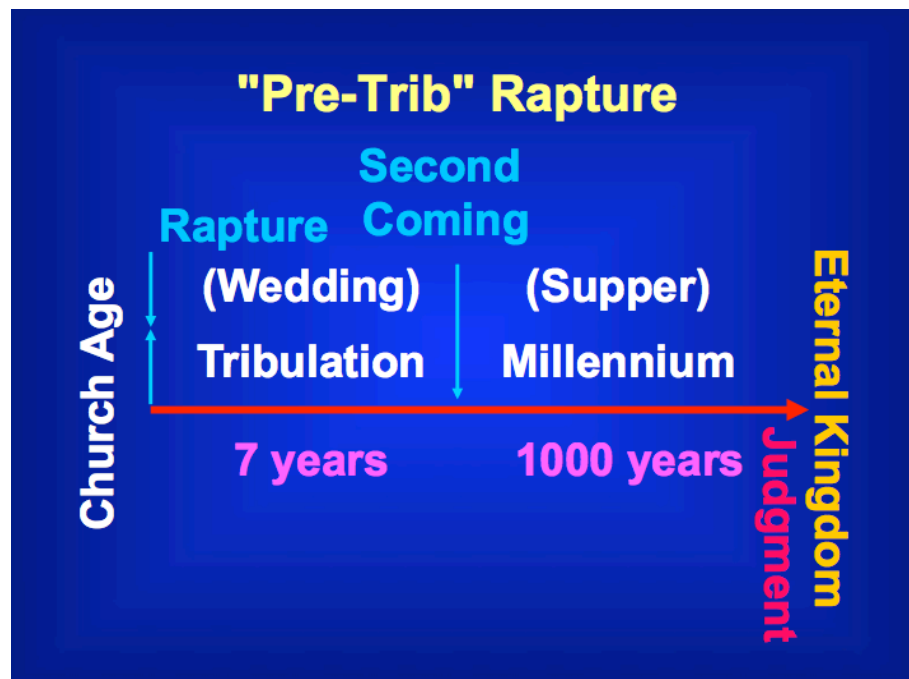 "Pre-Trib" Rapture
Second
Coming
Rapture
(Wedding)
(Supper)
Church Age
Tribulation
Millennium
7 years
1000 years
Judgment
Eternal Kingdom